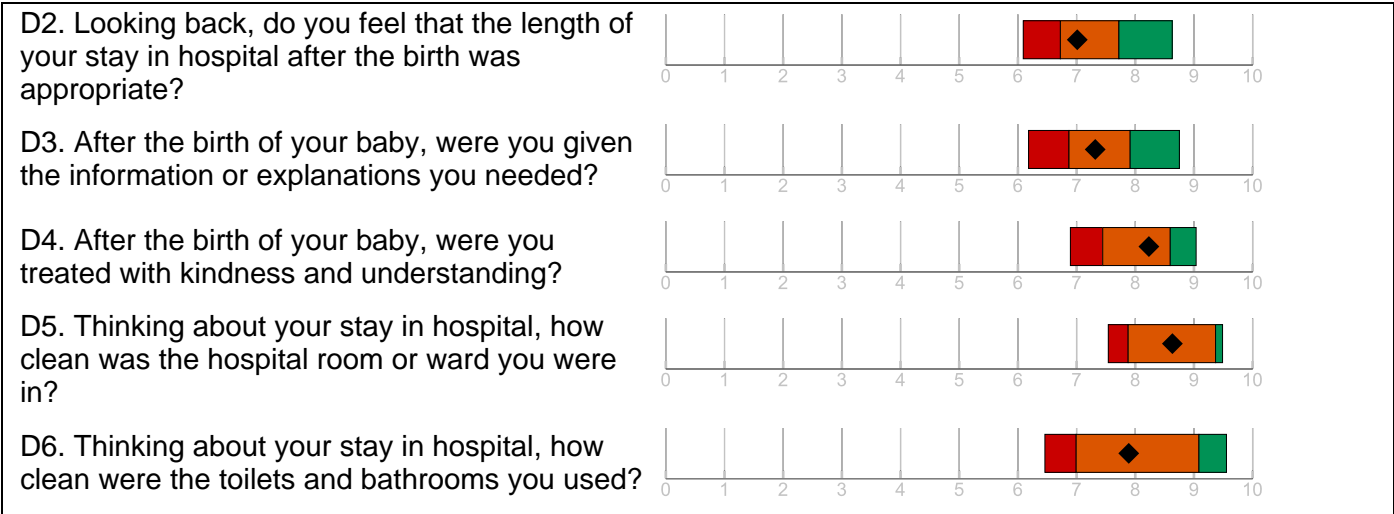 D2. Looking back, do you feel that the length of
your stay in hospital after the birth was
appropriate?
0 1 2 3 4 5 6 7 8 9 10
D3. After the birth of your baby, were you given
the information or explanations you needed?
0 1 2 3 4 5 6 7 8 9 10
D4. After the birth of your baby, were you
treated with kindness and understanding?
0 1 2 3 4 5 6 7 8 9 10
D5. Thinking about your stay in hospital, how
clean was the hospital room or ward you were
in?
0 1 2 3 4 5 6 7 8 9 10
D6. Thinking about your stay in hospital, how
clean were the toilets and bathrooms you used?
0 1 2 3 4 5 6 7 8 9 10